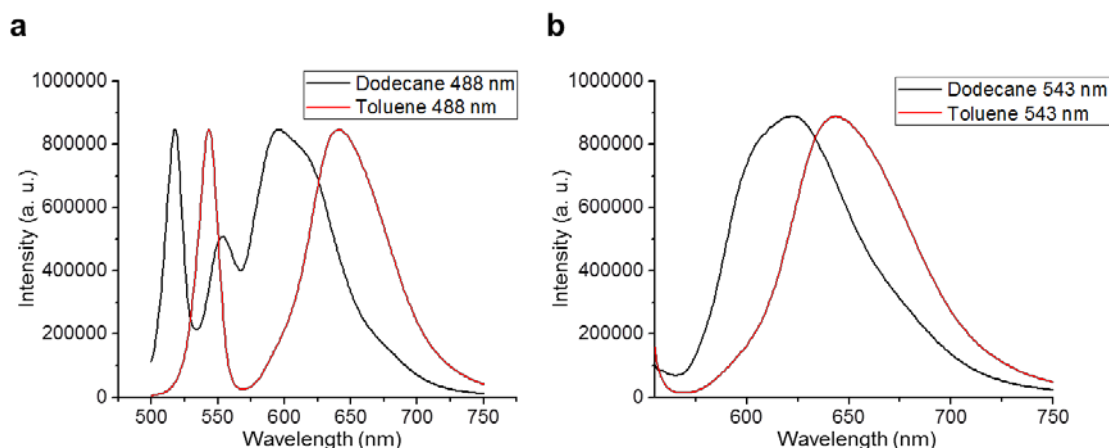 a
b
1000000
800000
600000
400000
200000
0
Intensity (a. u.)
Dodecane 488 nm
Toluene 488 nm
500 550 600 650 700 750
Wavelength (nm)
1000000
800000
600000
400000
200000
0
Intensity (a. u.)
Dodecane 543 nm
Toluene 543 nm
600 650 700 750
Wavelength (nm)